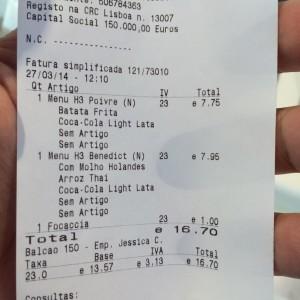 506784363
Registo na CRC Lisboa n. 13007
Capital Social 150.000,00 Euros
N.C.
Fatura simplificada 121/73010
27/03/14 - 12:10
Qt Artigo IV Total
1 Menu H3 Poivre (N) 23 e 7.75
Batata Frita
Coca-Cola Light Lata
Sem Artigo
Sem Artigo
1 Menu H3 Benedict (N) 23 e 7.95
Com Molho Holandes
Arroz Thai
Coca-Cola Light Lata
Sem Artigo
Sem Artigo
1 Focaccia 23 e 1.00
Total e 16.70
Balcao 150 - Emp. Jessica C.
Taxa Base IVA Total
23.0 e 13.57 e 3.13 e 16.70
Consultas: